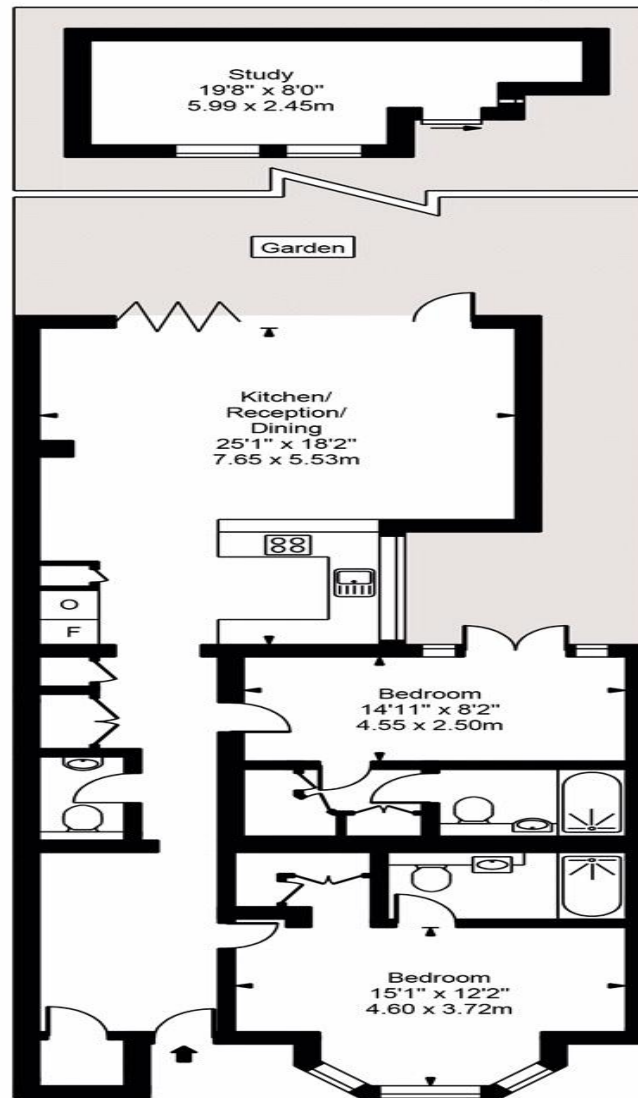 Study
19'8" x 8'0"
5.99 x 2.45m
Garden
Kitchen/
Reception/
Dining
25'1" x 18'2"
7.65 x 5.53m
O
F
Bedroom
14'11" x 8'2"
4.55 x 2.50m
Bedroom
15'1" x 12'2"
4.60 x 3.72m